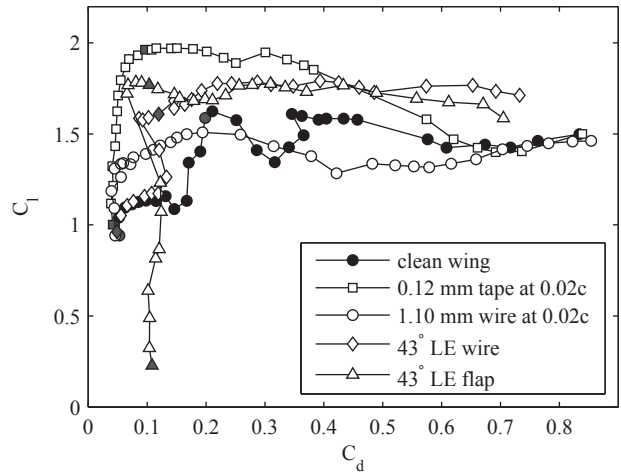 2
1.5
1
0.5
0
C_l
0 0.1 0.2 0.3 0.4 0.5 0.6 0.7 0.8
C_d
clean wing
0.12 mm tape at 0.02c
1.10 mm wire at 0.02c
43° LE wire
43° LE flap